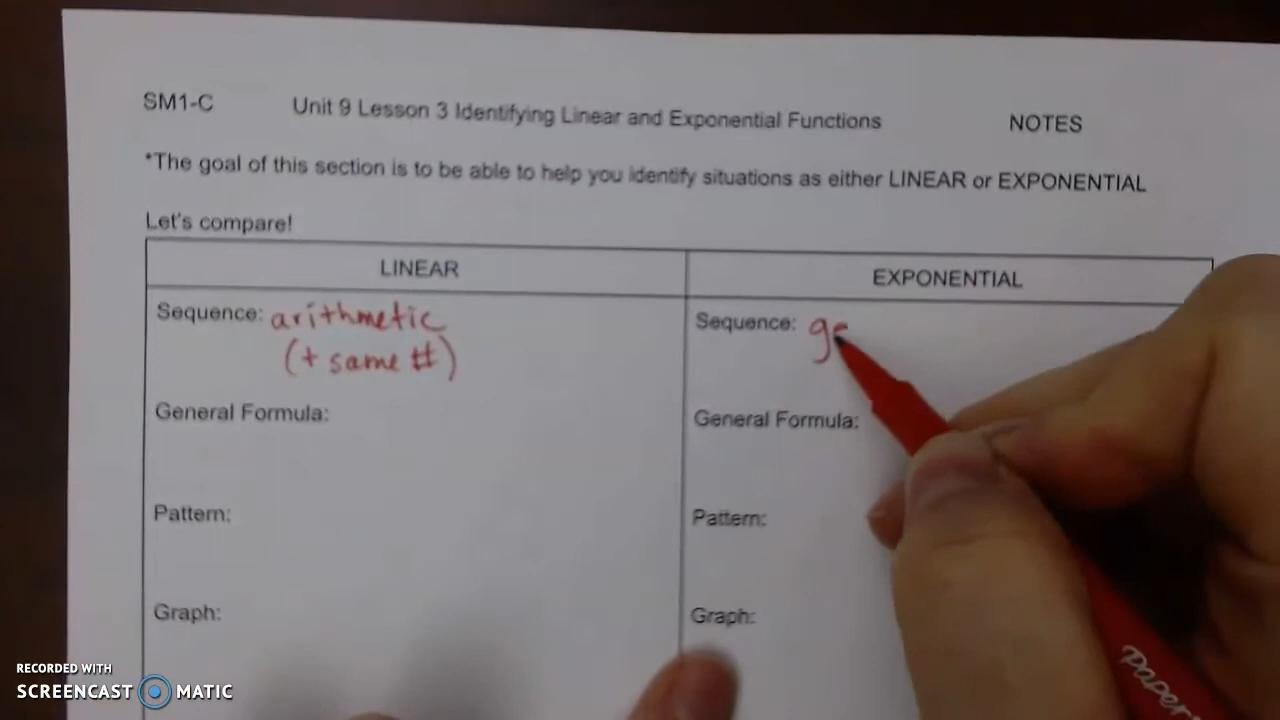 SM1-C Unit 9 Lesson 3 Identifying Linear and Exponential Functions NOTES
*The goal of this section is to be able to help you identify situations as either LINEAR or EXPONENTIAL
Let's compare!
LINEAR EXPONENTIAL
Sequence: arithmetic
(+ same #)
Sequence: ge
General Formula:
General Formula:
Pattern:
Pattern:
Graph:
Graph:
Paper
RECORDED WITH
SCREENCAST MATIC